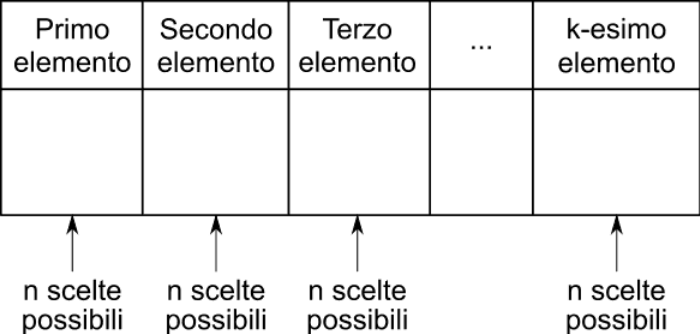 Primo
elemento
Secondo
elemento
Terzo
elemento
...
k-esimo
elemento
n scelte
possibili
n scelte
possibili
n scelte
possibili
n scelte
possibili